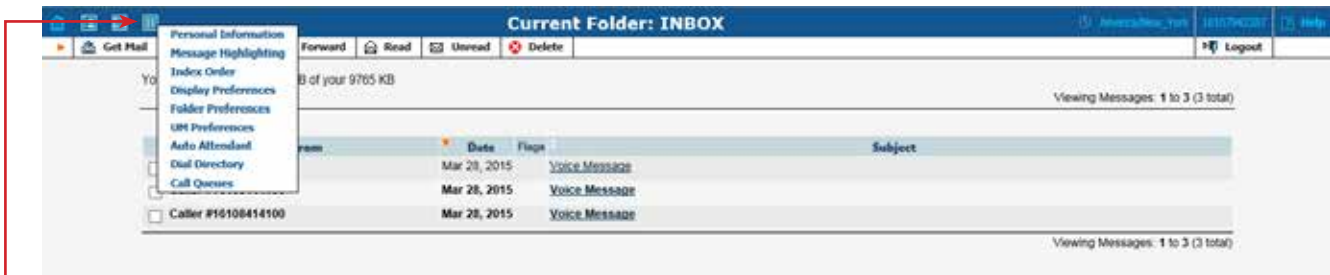 Current Folder: INBOX
Help
Get Mail Forward Read Unread Delete Logout
Personal Information
Message Highlighting
Index Order
Display Preferences
Folder Preferences
UM Preferences
Auto Attendant
Dial Directory
Call Queues
Yo B of your 9765 KB
Viewing Messages: 1 to 3 (3 total)
Date Flags Subject
Mar 28, 2015 Voice Message
Mar 28, 2015 Voice Message
Caller #16108414100 Mar 28, 2015 Voice Message
Viewing Messages: 1 to 3 (3 total)